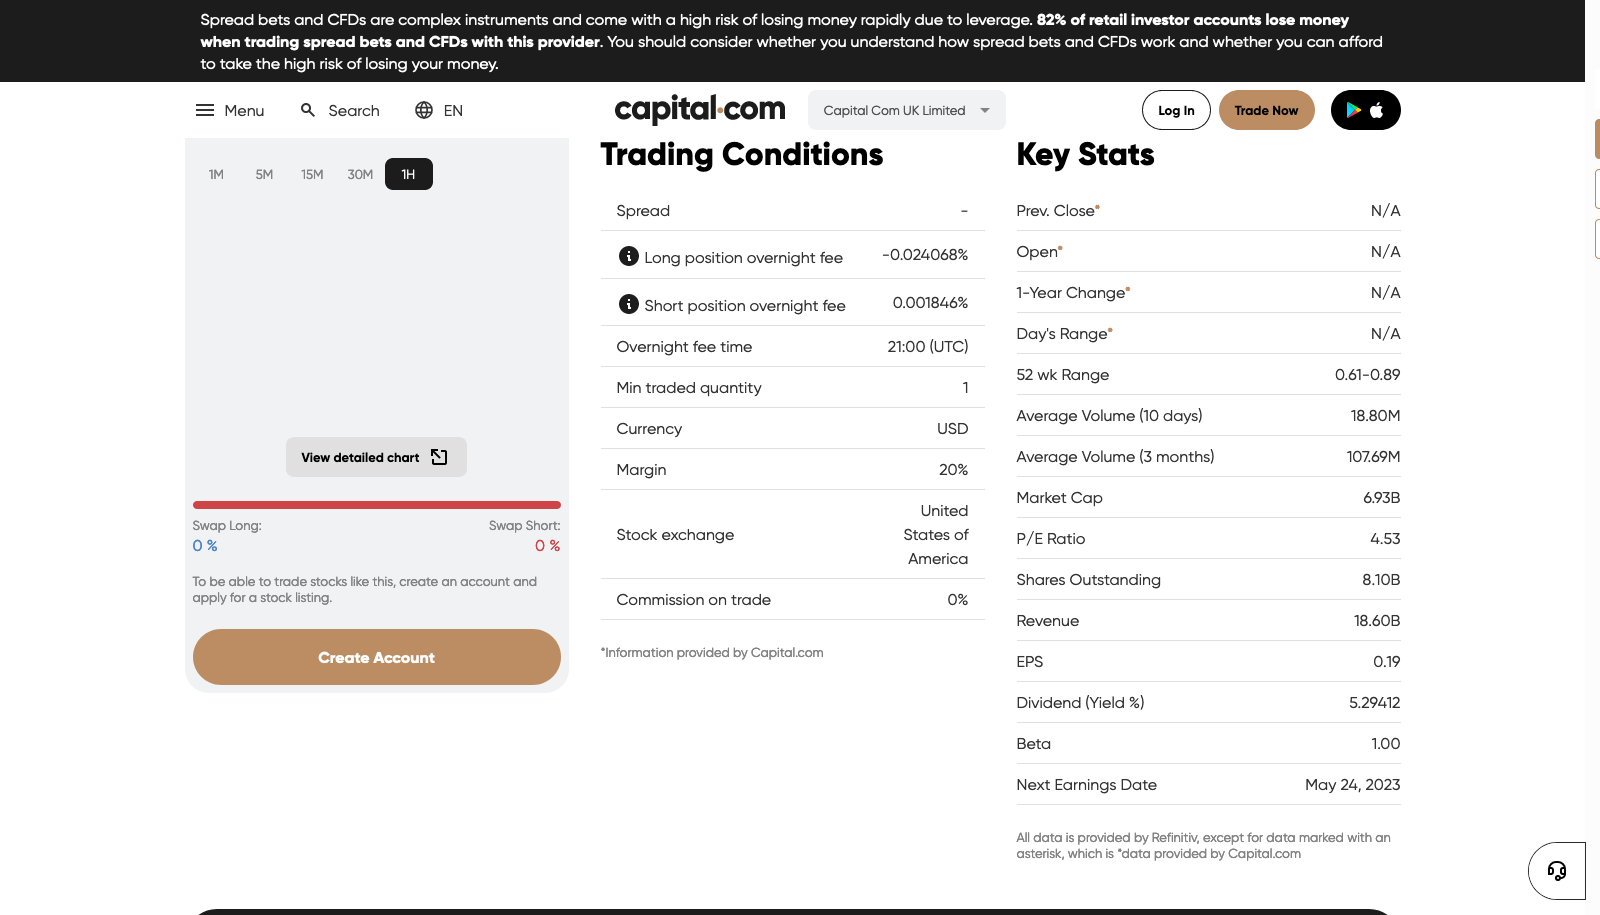 Spread bets and CFDs are complex instruments and come with a high risk of losing money rapidly due to leverage. 82% of retail investor accounts lose money
when trading spread bets and CFDs with this provider. You should consider whether you understand how spread bets and CFDs work and whether you can afford
to take the high risk of losing your money.
Menu Search EN capital.com Capital Com UK Limited Log In Trade Now
1M 5M 15M 30M 1H
View detailed chart
Swap Long: Swap Short:
0 % 0 %
To be able to trade stocks like this, create an account and
apply for a stock listing.
Create Account
Trading Conditions
Spread -
Long position overnight fee -0.024068%
Short position overnight fee 0.001846%
Overnight fee time 21:00 (UTC)
Min traded quantity 1
Currency USD
Margin 20%
Stock exchange United
States of
America
Commission on trade 0%
*Information provided by Capital.com
Key Stats
Prev. Close* N/A
Open* N/A
1-Year Change* N/A
Day's Range* N/A
52 wk Range 0.61-0.89
Average Volume (10 days) 18.80M
Average Volume (3 months) 107.69M
Market Cap 6.93B
P/E Ratio 4.53
Shares Outstanding 8.10B
Revenue 18.60B
EPS 0.19
Dividend (Yield %) 5.29412
Beta 1.00
Next Earnings Date May 24, 2023
All data is provided by Refinitiv, except for data marked with an
asterisk, which is *data provided by Capital.com